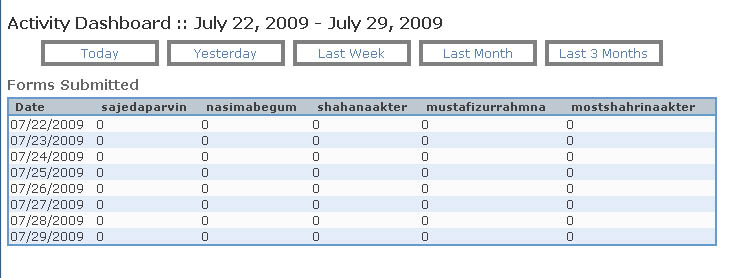 Activity Dashboard :: July 22, 2009 - July 29, 2009
Today Yesterday Last Week Last Month Last 3 Months
Forms Submitted
Date sajedaparvin nasimabegum shahanaakter mustafizurrahmna mostshahrinaakter
07/22/2009 0 0 0 0 0
07/23/2009 0 0 0 0 0
07/24/2009 0 0 0 0 0
07/25/2009 0 0 0 0 0
07/26/2009 0 0 0 0 0
07/27/2009 0 0 0 0 0
07/28/2009 0 0 0 0 0
07/29/2009 0 0 0 0 0